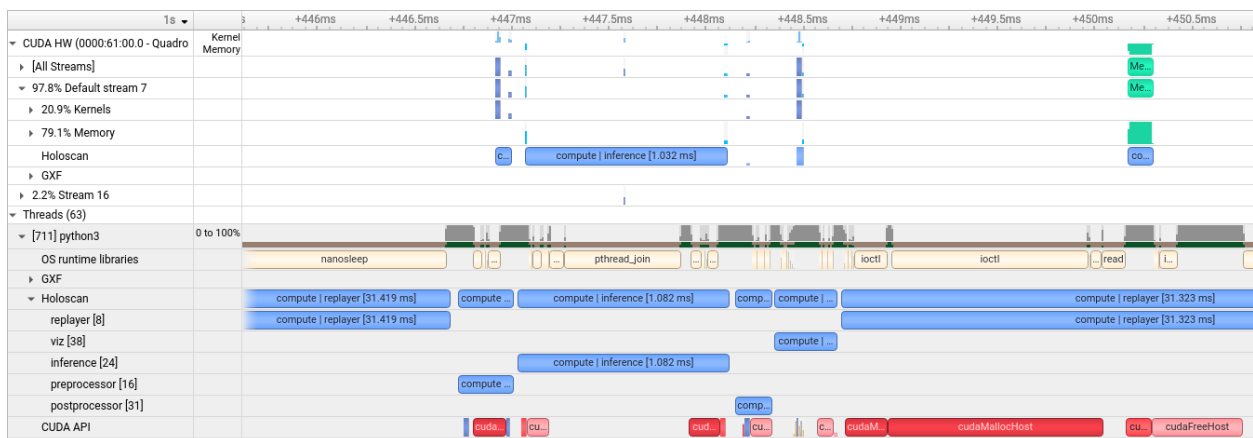 1s s +446ms +446.5ms +447ms +447.5ms +448ms +448.5ms +449ms +449.5ms +450ms +450.5ms
CUDA HW (0000:61:00.0 - Quadro Kernel
Memory
[All Streams] Me...
97.8% Default stream 7 Me...
20.9% Kernels
79.1% Memory
Holoscan c... compute | inference [1.032 ms] co...
GXF
2.2% Stream 16
Threads (63)
[711] python3 0 to 100%
OS runtime libraries nanosleep ... ... ... pthread_join ... ... ioctl ioctl ... read i...
GXF
Holoscan compute | replayer [31.419 ms] compute ... compute | inference [1.082 ms] comp... compute | ... compute | replayer [31.323 ms]
replayer [8] compute | replayer [31.419 ms] compute | replayer [31.323 ms]
viz [38] compute | ...
inference [24] compute | inference [1.082 ms]
preprocessor [16] compute ...
postprocessor [31] comp...
CUDA API cuda... cu... cud... cu... c... cudaM... cudaMallocHost cu... cudaFreeHost